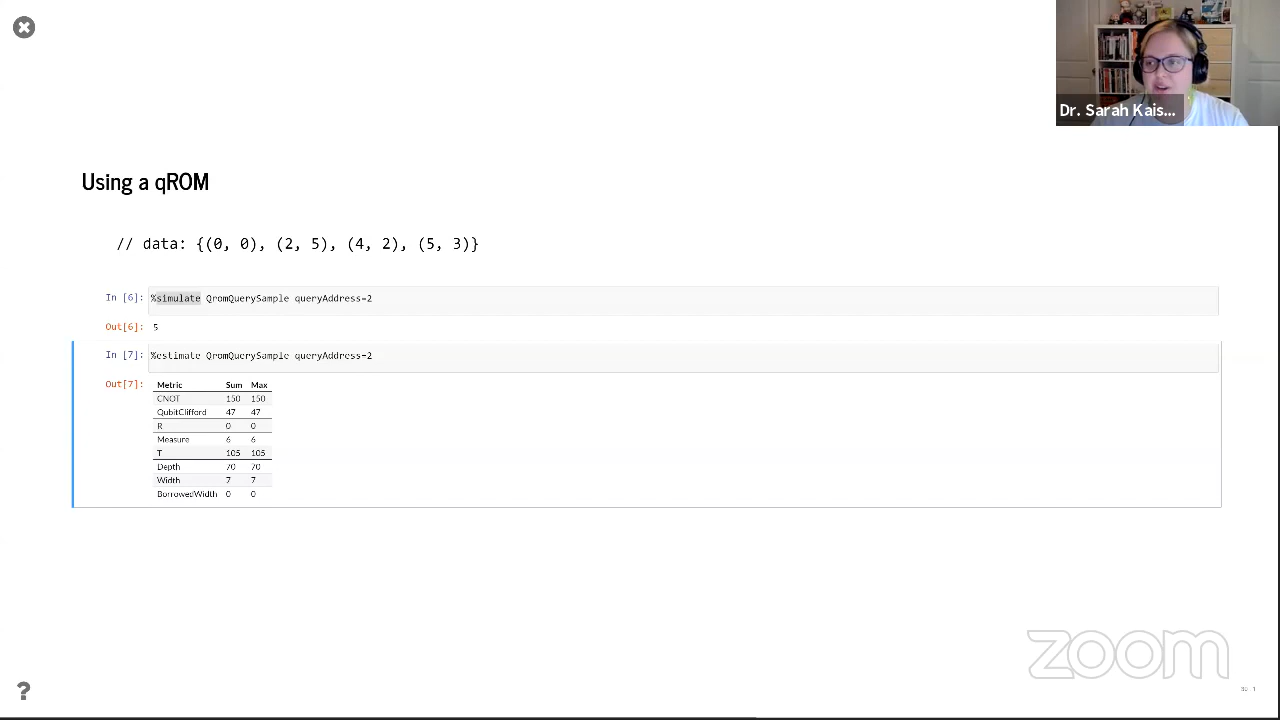 Dr. Sarah Kais...
Using a qROM
// data: {(0, 0), (2, 5), (4, 2), (5, 3)}
In [6]: %simulate QromQuerySample queryAddress=2
Out[6]: 5
In [7]: %estimate QromQuerySample queryAddress=2
Out[7]: Metric Sum Max
CNOT 150 150
QubitClifford 47 47
R 0 0
Measure 6 6
T 105 105
Depth 70 70
Width 7 7
BorrowedWidth 0 0
zoom
?